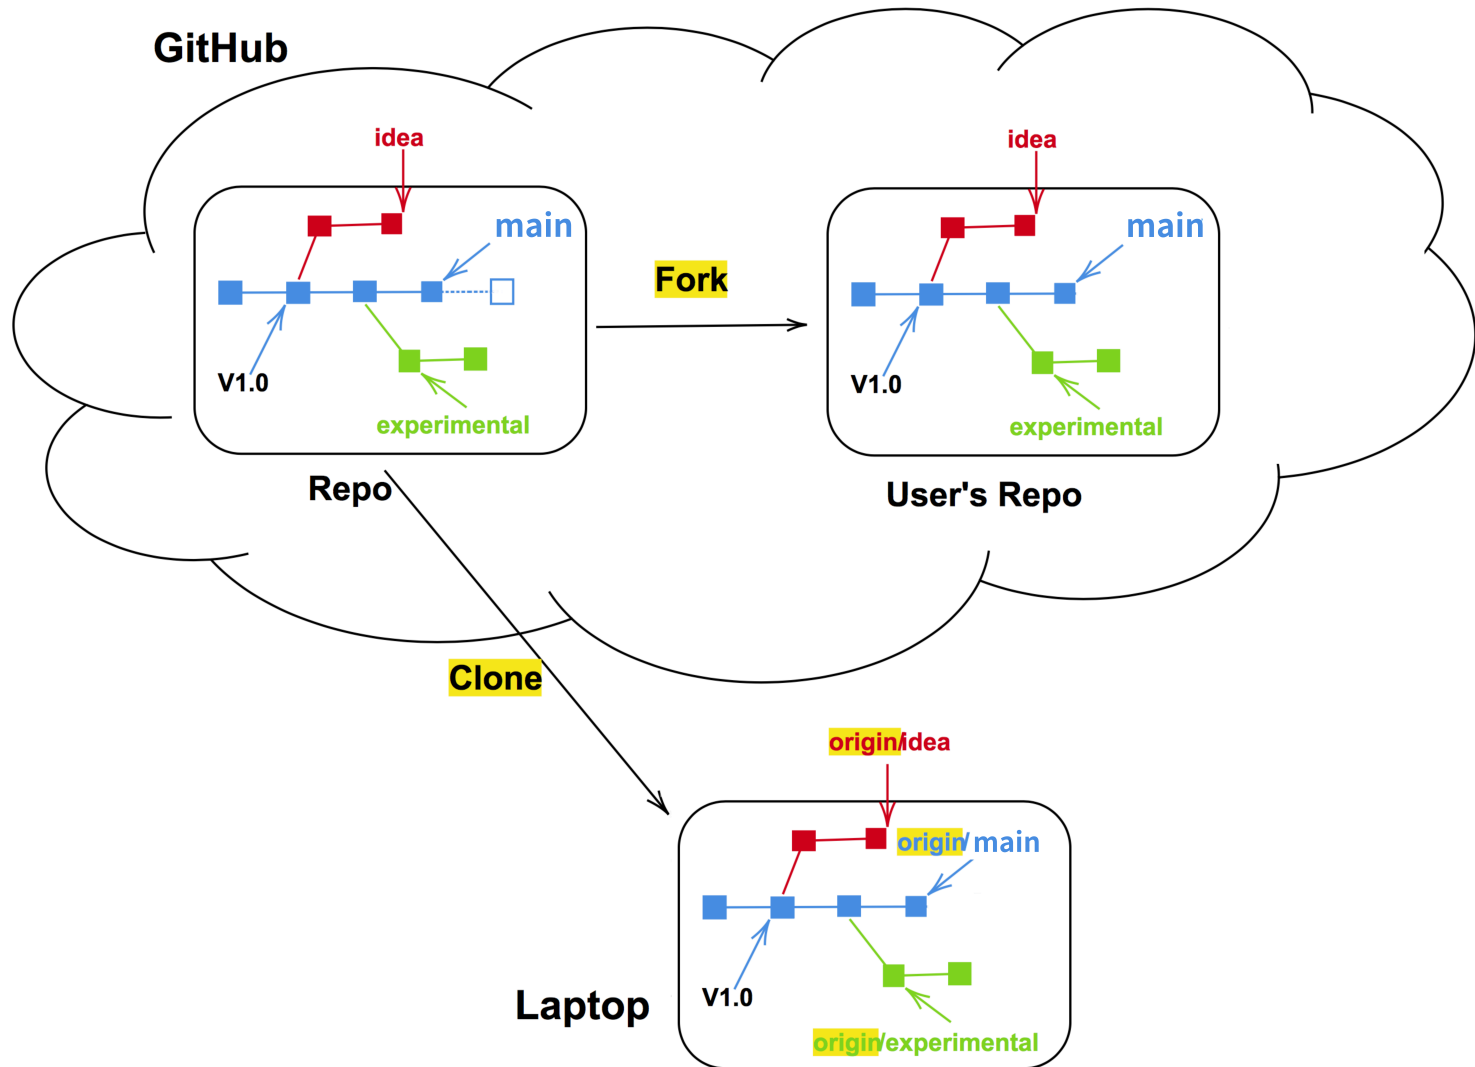 GitHub
idea
main
V1.0
experimental
Repo
Fork
idea
main
V1.0
experimental
User's Repo
Clone
origin/idea
origin/main
V1.0
origin/experimental
Laptop